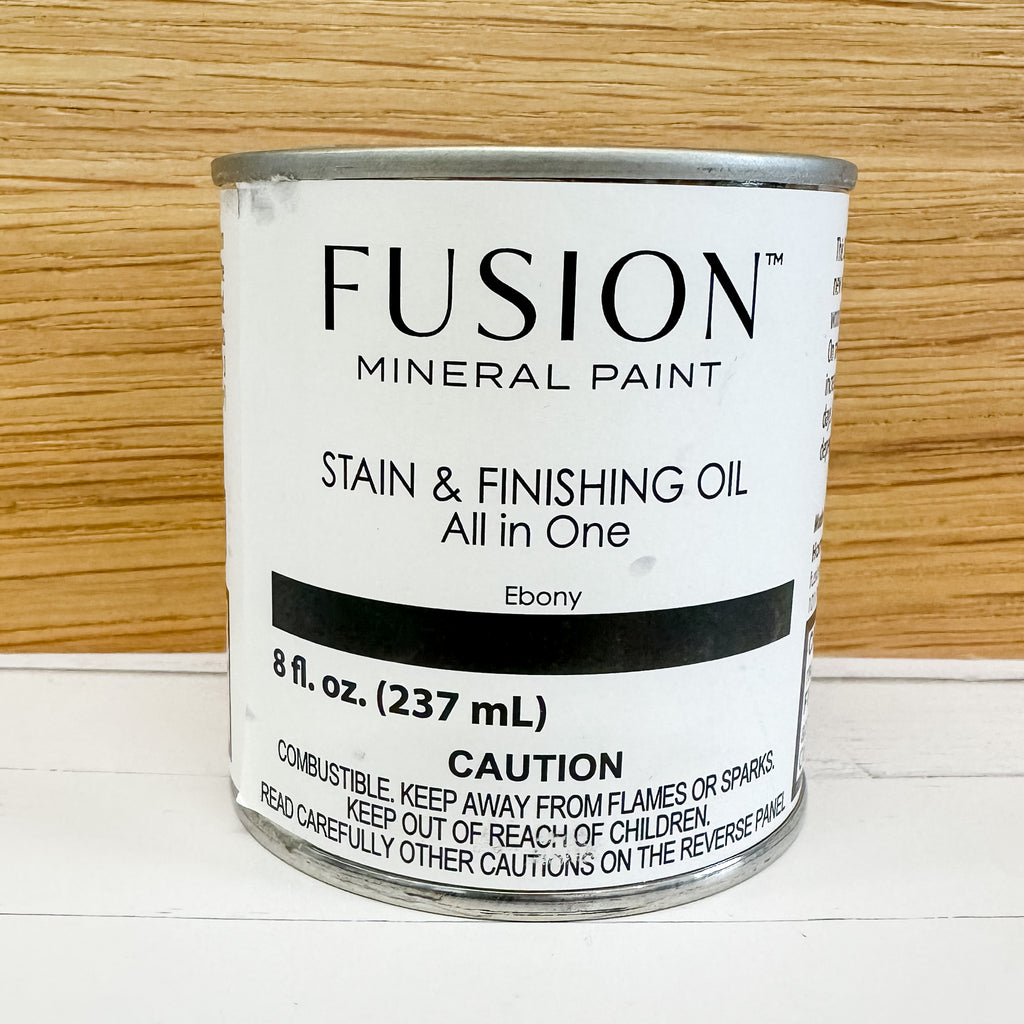 FUSION™
MINERAL PAINT
STAIN & FINISHING OIL
All in One
Ebony
8 fl. oz. (237 mL)
CAUTION
COMBUSTIBLE. KEEP AWAY FROM FLAMES OR SPARKS.
KEEP OUT OF REACH OF CHILDREN.
READ CAREFULLY OTHER CAUTIONS ON THE REVERSE PANEL